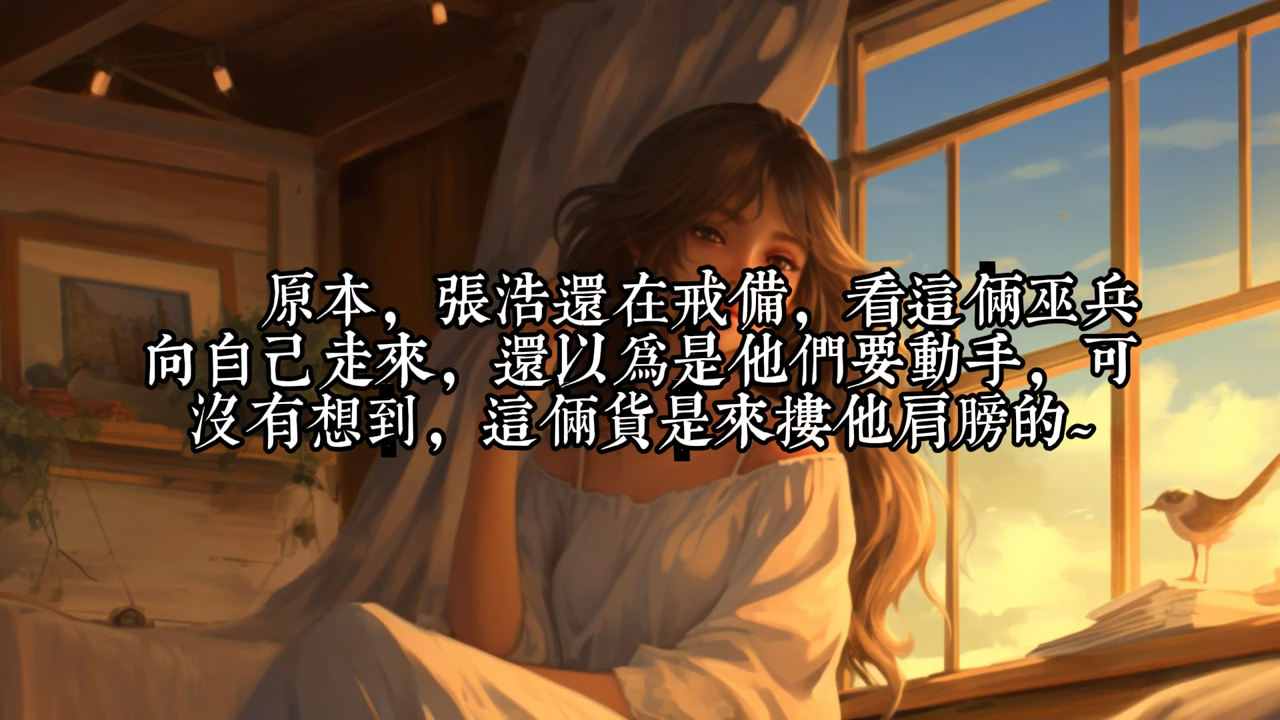 原本，張浩還在戒備，看這倆巫兵
向自己走來，還以爲是他們要動手，可
沒有想到，這倆貨是來摟他肩膀的~